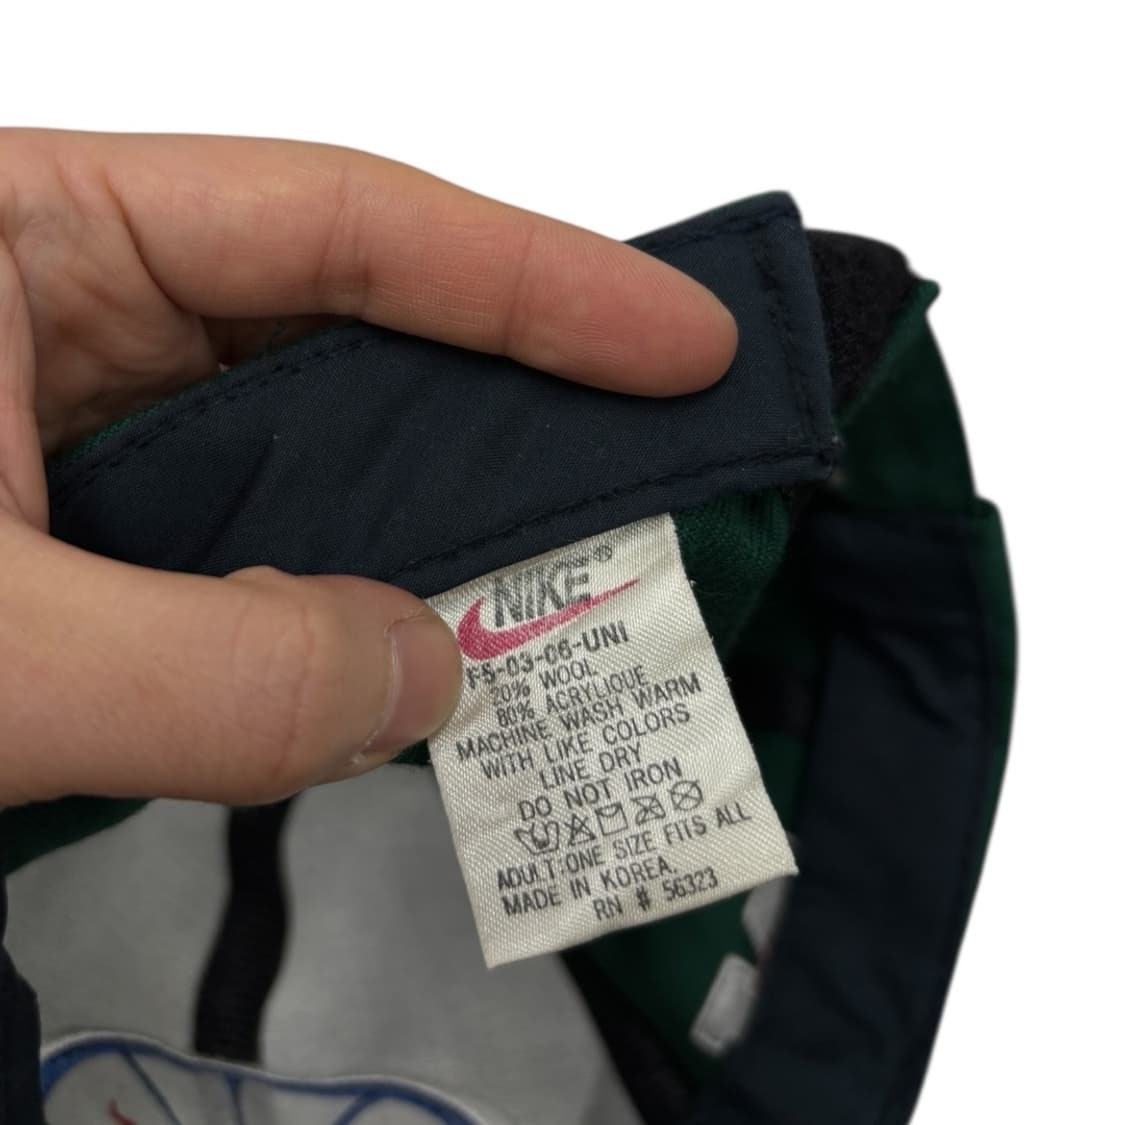 NIKE®
FS-03-06-UNI
20% WOOL
80% ACRYLIQUE
MACHINE WASH WARM
WITH LIKE COLORS
LINE DRY
DO NOT IRON
ADULT:ONE SIZE FITS ALL
MADE IN KOREA.
RN # 56323